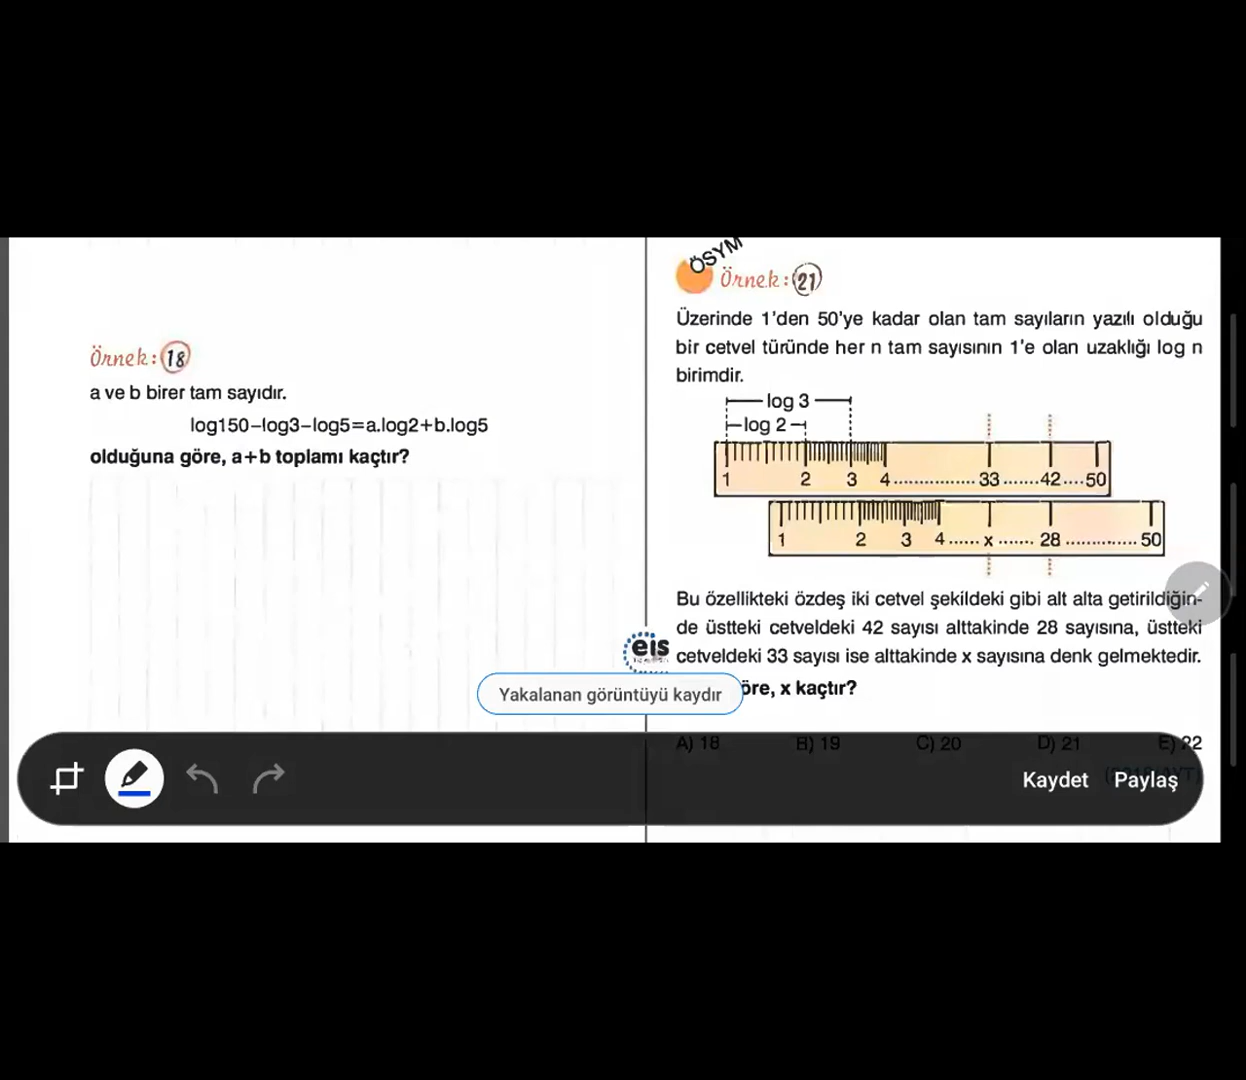 Örnek: 18
a ve b birer tam sayıdır.
log150–log3–log5=a.log2+b.log5
olduğuna göre, a+b toplamı kaçtır?
ÖSYM
Örnek: 21
Üzerinde 1'den 50'ye kadar olan tam sayıların yazılı olduğu
bir cetvel türünde her n tam sayısının 1'e olan uzaklığı log n
birimdir.
log 3
log 2
1 2 3 4 ................. 33 ....... 42 .... 50
1 2 3 4 ...... x ....... 28 .............. 50
Bu özellikteki özdeş iki cetvel şekildeki gibi alt alta getirildiğin-
de üstteki cetveldeki 42 sayısı alttakinde 28 sayısına, üstteki
cetveldeki 33 sayısı ise alttakinde x sayısına denk gelmektedir.
öre, x kaçtır?
A) 18 B) 19 C) 20 D) 21 E) 22
eis
Yakalanan görüntüyü kaydır
Kaydet Paylaş